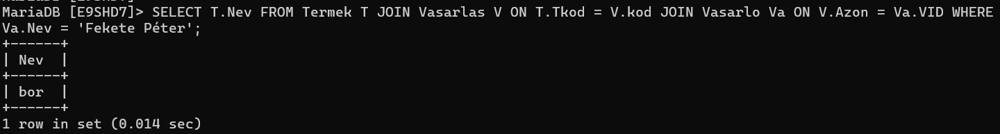 MariaDB [E9SHD7]> SELECT T.Nev FROM Termek T JOIN Vasarlas V ON T.Tkod = V.kod JOIN Vasarlo Va ON V.Azon = Va.VID WHERE
Va.Nev = 'Fekete Péter';
+------+
| Nev  |
+------+
| bor  |
+------+
1 row in set (0.014 sec)